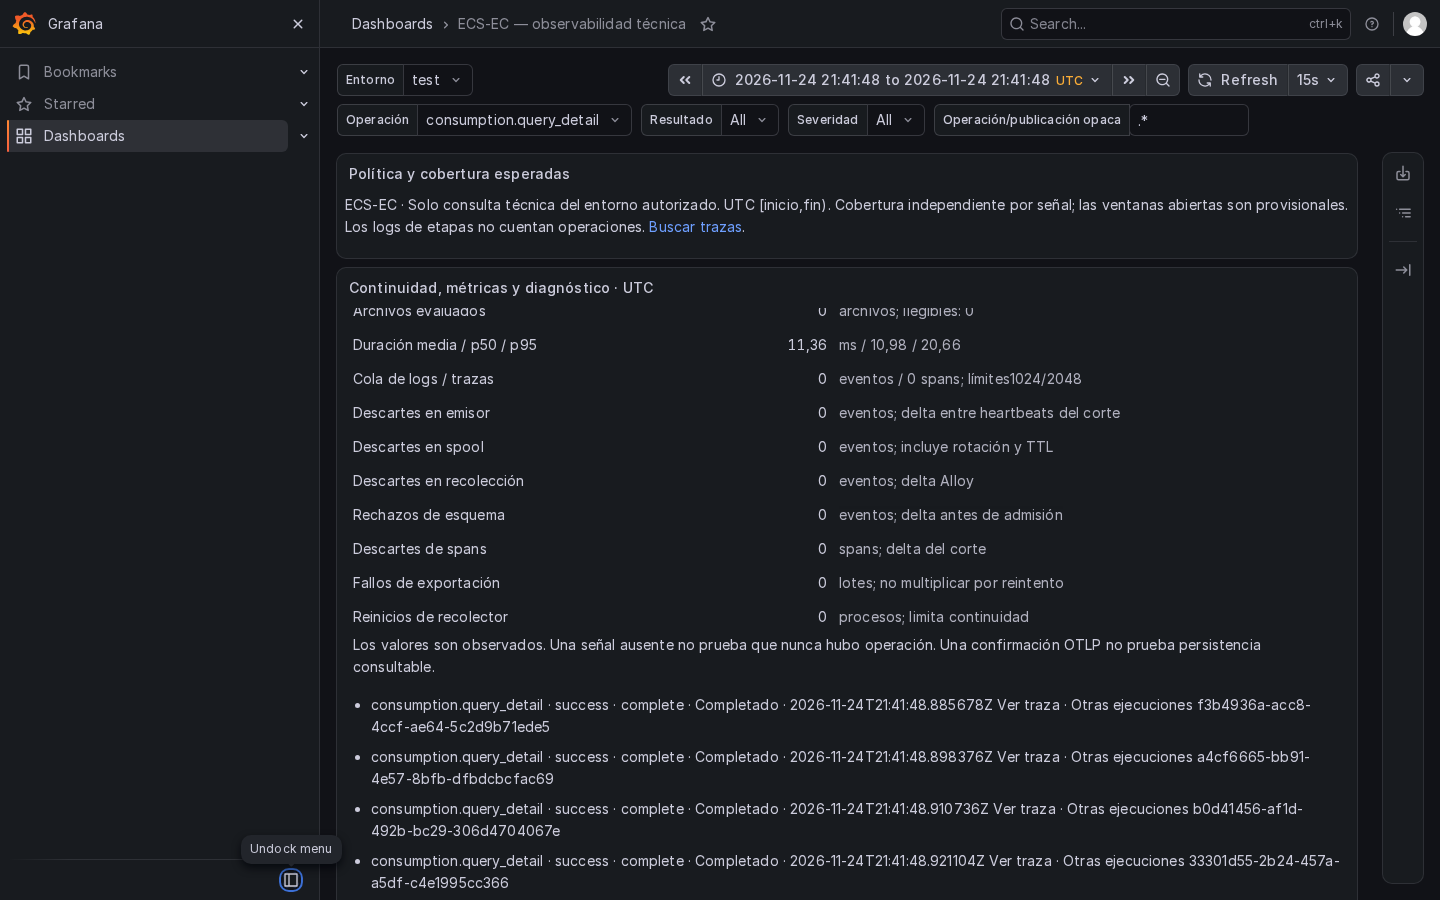 Grafana
Dashboards
ECS-EC — observabilidad técnica
Search...
ctrl+k
Bookmarks
Starred
Dashboards
Entorno
test
2026-11-24 21:41:48 to 2026-11-24 21:41:48 UTC
Refresh
15s
Operación
consumption.query_detail
Resultado
All
Severidad
All
Operación/publicación opaca
.*
Política y cobertura esperadas
ECS-EC · Solo consulta técnica del entorno autorizado. UTC [inicio,fin). Cobertura independiente por señal; las ventanas abiertas son provisionales.
Los logs de etapas no cuentan operaciones. Buscar trazas.
Continuidad, métricas y diagnóstico · UTC
Archivos evaluados 0 archivos; ilegibles: 0
Duración media / p50 / p95 11,36 ms / 10,98 / 20,66
Cola de logs / trazas 0 eventos / 0 spans; límites1024/2048
Descartes en emisor 0 eventos; delta entre heartbeats del corte
Descartes en spool 0 eventos; incluye rotación y TTL
Descartes en recolección 0 eventos; delta Alloy
Rechazos de esquema 0 eventos; delta antes de admisión
Descartes de spans 0 spans; delta del corte
Fallos de exportación 0 lotes; no multiplicar por reintento
Reinicios de recolector 0 procesos; limita continuidad
Los valores son observados. Una señal ausente no prueba que nunca hubo operación. Una confirmación OTLP no prueba persistencia
consultable.
• consumption.query_detail · success · complete · Completado · 2026-11-24T21:41:48.885678Z Ver traza · Otras ejecuciones f3b4936a-acc8-
4ccf-ae64-5c2d9b71ede5
• consumption.query_detail · success · complete · Completado · 2026-11-24T21:41:48.898376Z Ver traza · Otras ejecuciones a4cf6665-bb91-
4e57-8bfb-dfbdcbcfac69
• consumption.query_detail · success · complete · Completado · 2026-11-24T21:41:48.910736Z Ver traza · Otras ejecuciones b0d41456-af1d-
492b-bc29-306d4704067e
• consumption.query_detail · success · complete · Completado · 2026-11-24T21:41:48.921104Z Ver traza · Otras ejecuciones 33301d55-2b24-457a-
a5df-c4e1995cc366
Undock menu